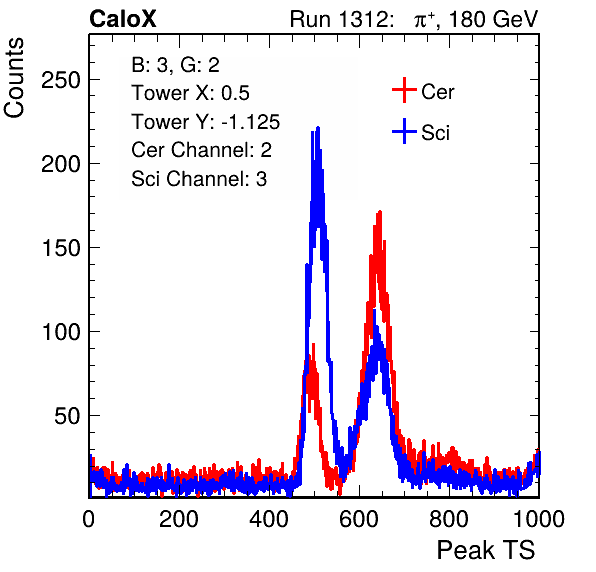 CaloX Run 1312: π⁺, 180 GeV
Counts
B: 3, G: 2
Tower X: 0.5
Tower Y: -1.125
Cer Channel: 2
Sci Channel: 3
Cer
Sci
250
200
150
100
50
0 200 400 600 800 1000
Peak TS